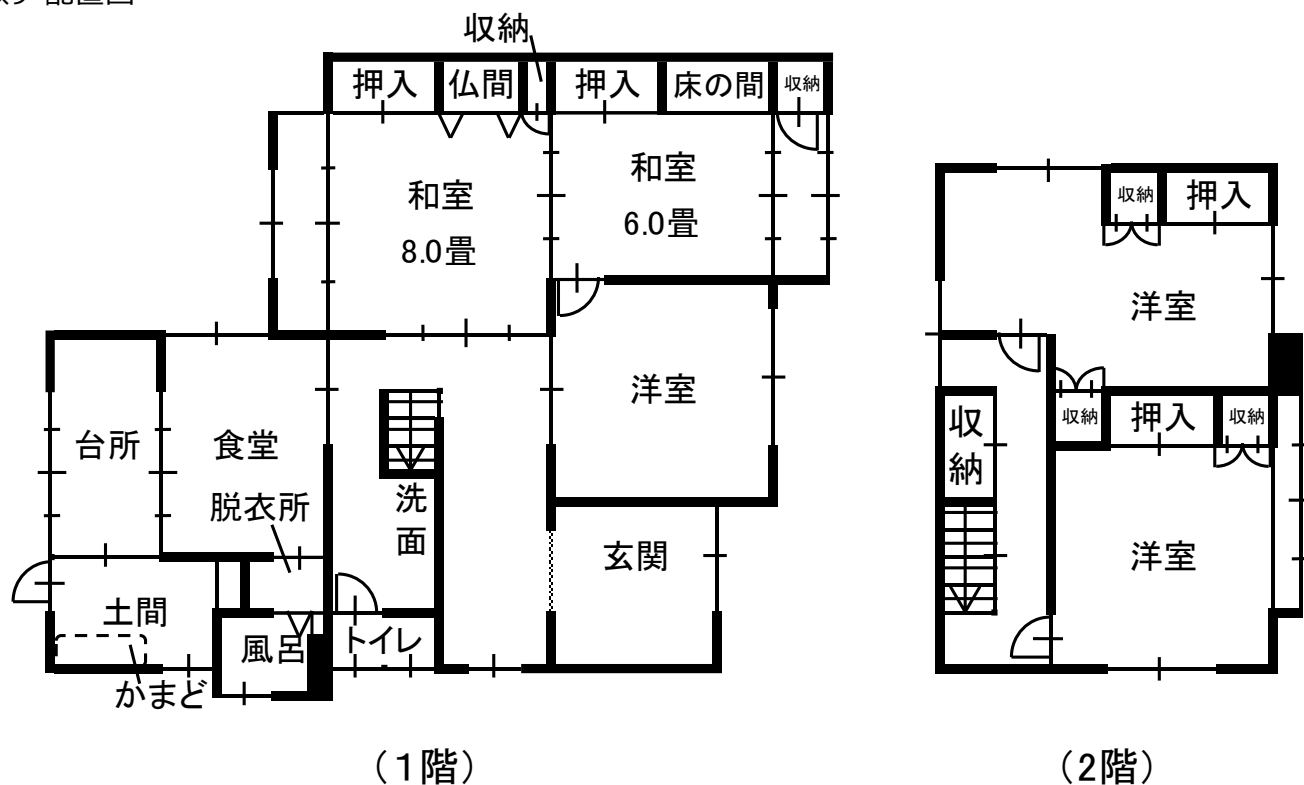 収納
押入
仏間
押入
床の間
収納
和室
8.0畳
和室
6.0畳
洋室
台所
食堂
脱衣所
洗面
玄関
土間
風呂
トイレ
かまど
（1階）
収納
押入
洋室
収納
収納
押入
収納
洋室
（2階）